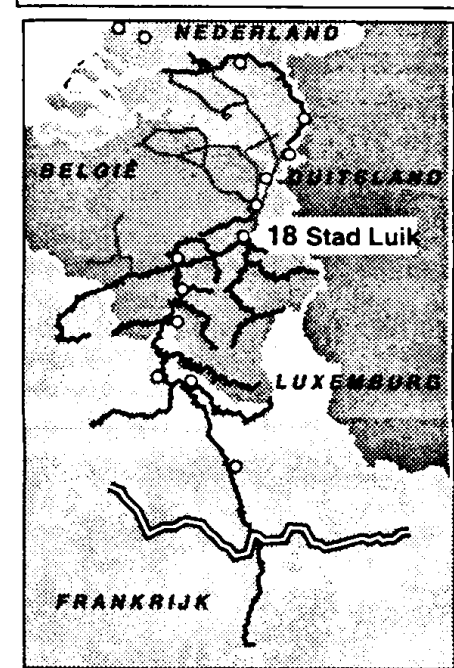 NEDERLAND
BELGIË
DUITSLAND
18 Stad Luik
LUXEMBURG
FRANKRIJK